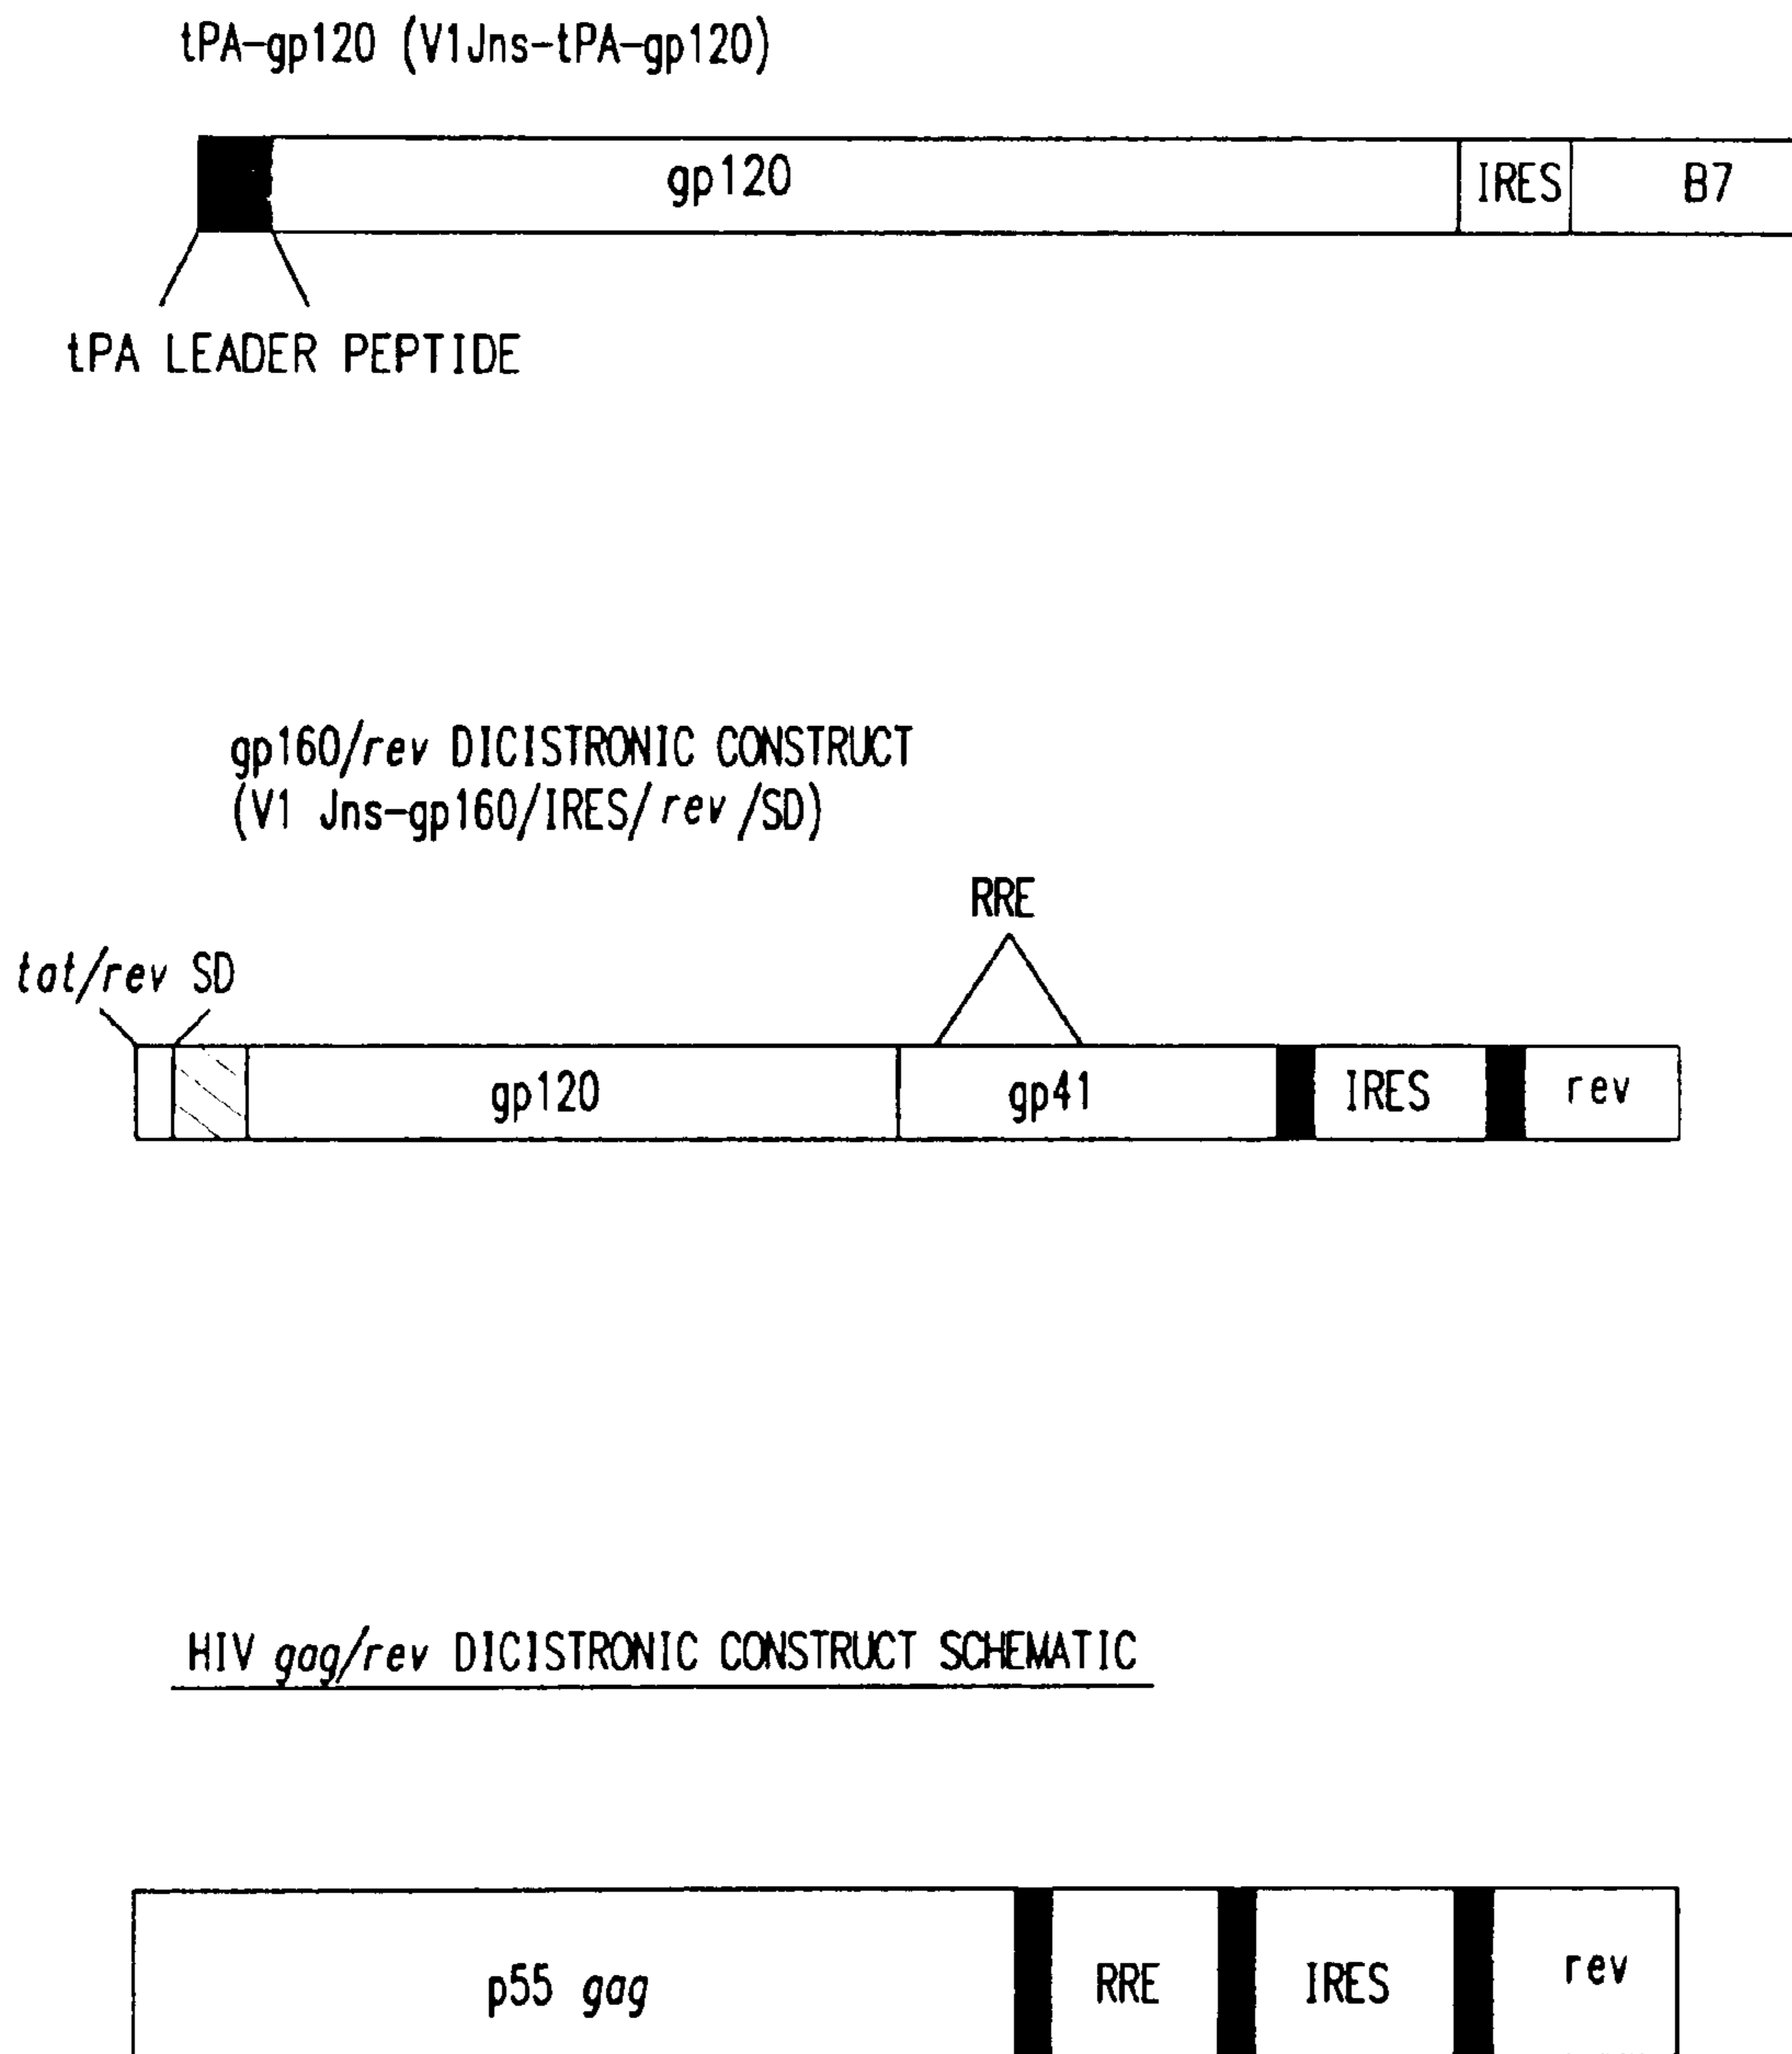 tPA-gp120 (V1Jns-tPA-gp120)
gp120 IRES B7
tPA LEADER PEPTIDE
gp160/rev DICISTRONIC CONSTRUCT
(V1 Jns-gp160/IRES/rev/SD)
RRE
tat/rev SD
gp120 gp41 IRES rev
HIV gag/rev DICISTRONIC CONSTRUCT SCHEMATIC
p55 gag RRE IRES rev